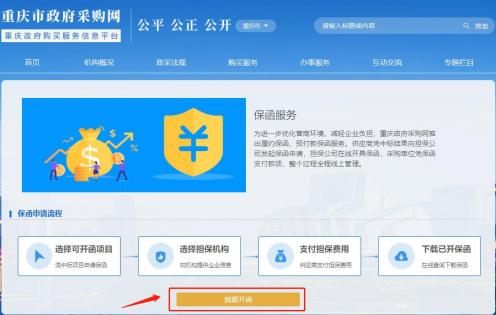 重庆市政府采购网
重庆政府购买服务信息平台
公平 公正 公开
重庆市
请输入标题或内容
搜索
首页 机构概况 政采法规 购买服务 办事服务 互动交流 专题栏目
保函服务
为进一步优化营商环境，减轻企业负担，重庆政府采购网推
出履约保函、预付款保函服务。供应商凭中标结果向担保公
司发起保函申请，担保公司在线开具保函，采购单位凭保函
支付款项，整个过程全程线上管理。
保函申请流程
选择可开函项目
凭中标项目申请保函
选择担保机构
向机构提供企业信息
支付担保费用
供应商支付担保费用
下载已开保函
在线查询下载保函
我要开函